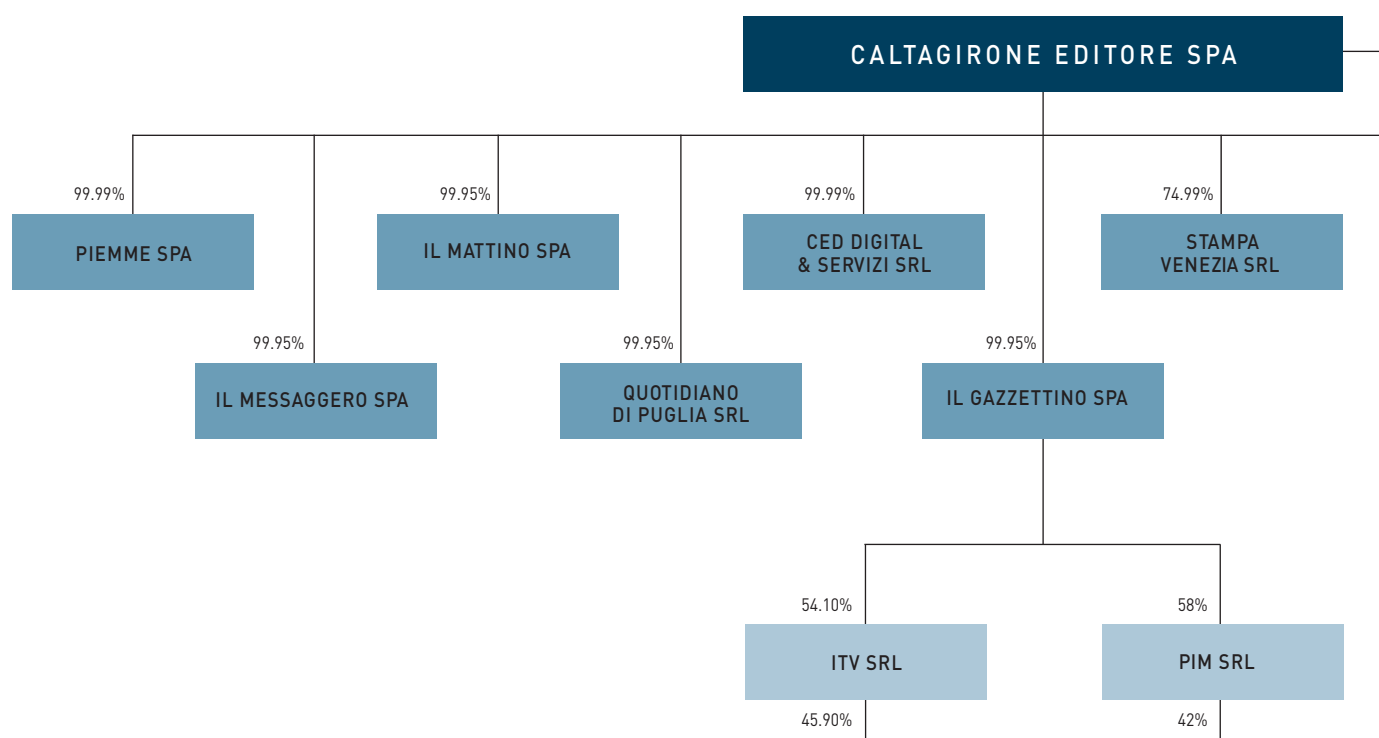 CALTAGIRONE EDITORE SPA
99.99%
99.95%
99.99%
74.99%
PIEMME SPA
IL MATTINO SPA
CED DIGITAL
& SERVIZI SRL
STAMPA
VENEZIA SRL
99.95%
99.95%
99.95%
IL MESSAGGERO SPA
QUOTIDIANO
DI PUGLIA SRL
IL GAZZETTINO SPA
54.10%
58%
ITV SRL
PIM SRL
45.90%
42%